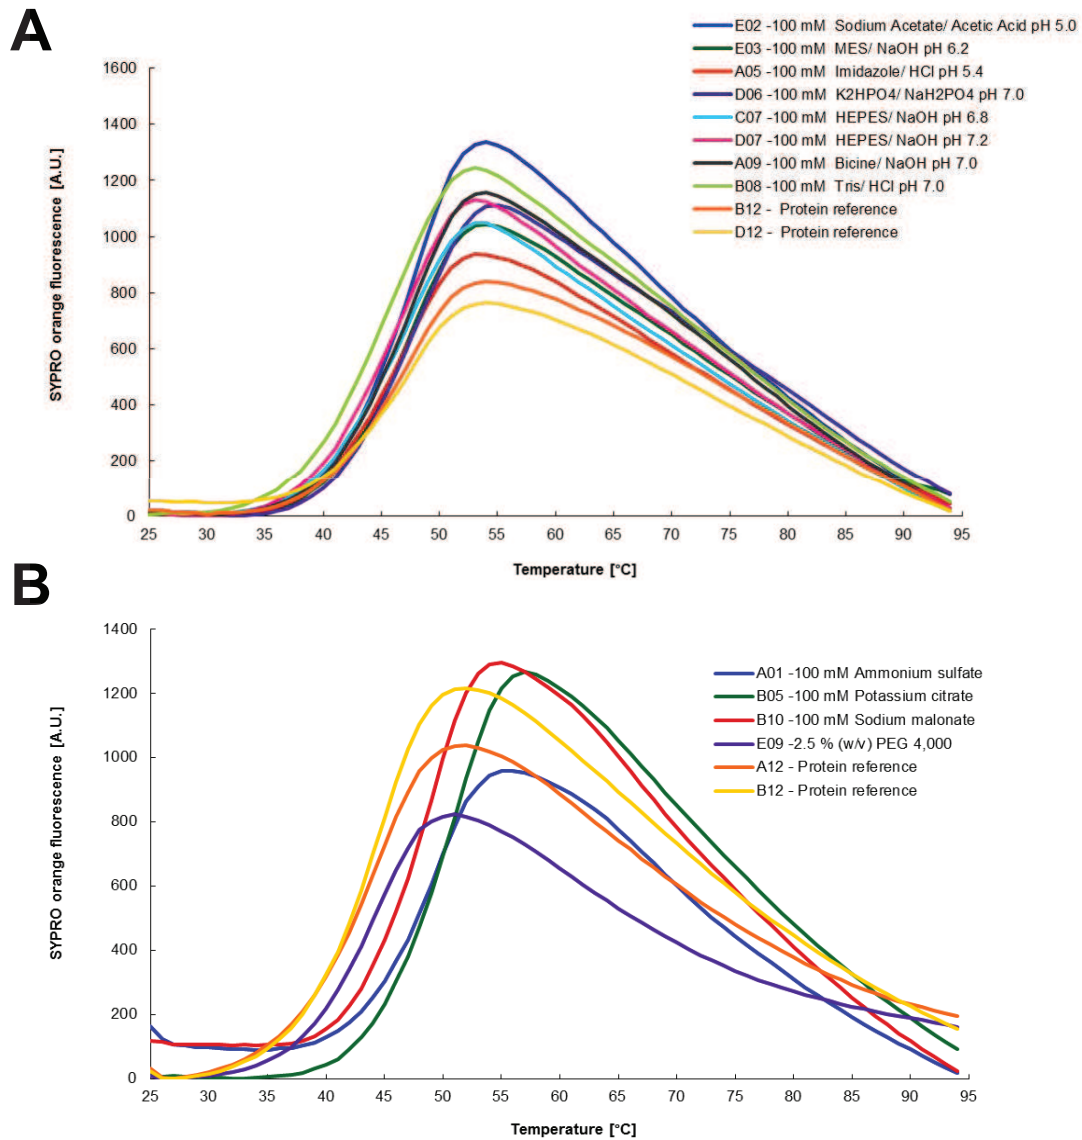 A
E02 -100 mM Sodium Acetate/ Acetic Acid pH 5.0
E03 -100 mM MES/ NaOH pH 6.2
A05 -100 mM Imidazole/ HCl pH 5.4
D06 -100 mM K2HPO4/ NaH2PO4 pH 7.0
C07 -100 mM HEPES/ NaOH pH 6.8
D07 -100 mM HEPES/ NaOH pH 7.2
A09 -100 mM Bicine/ NaOH pH 7.0
B08 -100 mM Tris/ HCl pH 7.0
B12 - Protein reference
D12 - Protein reference
SYPRO orange fluorescence [A.U.]
1600
1400
1200
1000
800
600
400
200
0
25 30 35 40 45 50 55 60 65 70 75 80 85 90 95
Temperature [°C]
B
A01 -100 mM Ammonium sulfate
B05 -100 mM Potassium citrate
B10 -100 mM Sodium malonate
E09 -2.5 % (w/v) PEG 4,000
A12 - Protein reference
B12 - Protein reference
SYPRO orange fluorescence [A.U.]
1400
1200
1000
800
600
400
200
0
25 30 35 40 45 50 55 60 65 70 75 80 85 90 95
Temperature [°C]